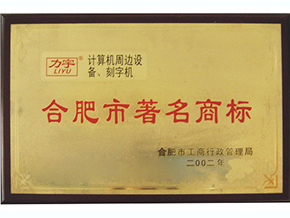 力宇®
LIYU
计算机周边设
备、刻字机
合肥市著名商标
合肥市工商行政管理局
二00二年